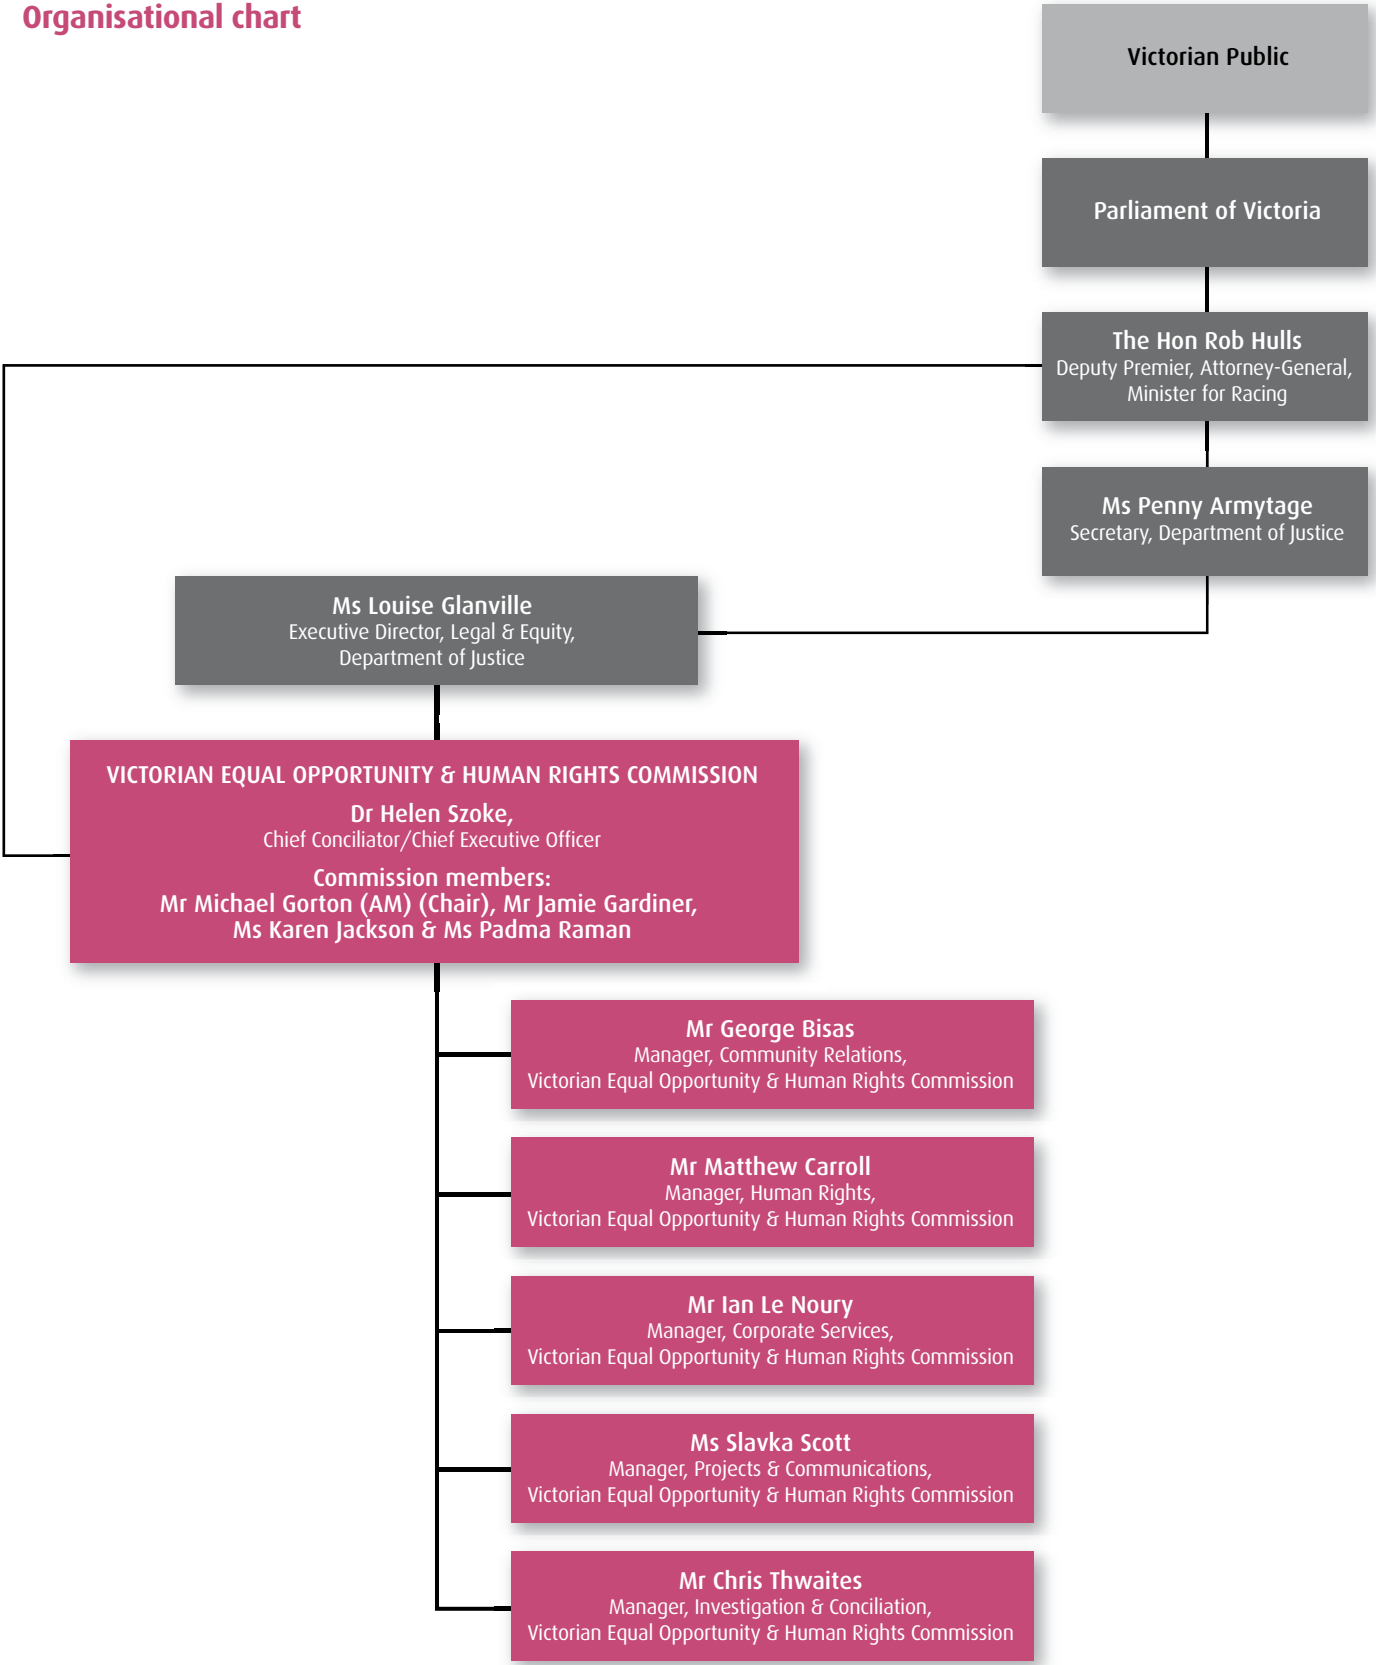 Organisational chart
Victorian Public
Parliament of Victoria
The Hon Rob Hulls
Deputy Premier, Attorney-General,
Minister for Racing
Ms Penny Armytage
Secretary, Department of Justice
Ms Louise Glanville
Executive Director, Legal & Equity,
Department of Justice
VICTORIAN EQUAL OPPORTUNITY & HUMAN RIGHTS COMMISSION
Dr Helen Szoke,
Chief Conciliator/Chief Executive Officer
Commission members:
Mr Michael Gorton (AM) (Chair), Mr Jamie Gardiner,
Ms Karen Jackson & Ms Padma Raman
Mr George Bisas
Manager, Community Relations,
Victorian Equal Opportunity & Human Rights Commission
Mr Matthew Carroll
Manager, Human Rights,
Victorian Equal Opportunity & Human Rights Commission
Mr Ian Le Noury
Manager, Corporate Services,
Victorian Equal Opportunity & Human Rights Commission
Ms Slavka Scott
Manager, Projects & Communications,
Victorian Equal Opportunity & Human Rights Commission
Mr Chris Thwaites
Manager, Investigation & Conciliation,
Victorian Equal Opportunity & Human Rights Commission